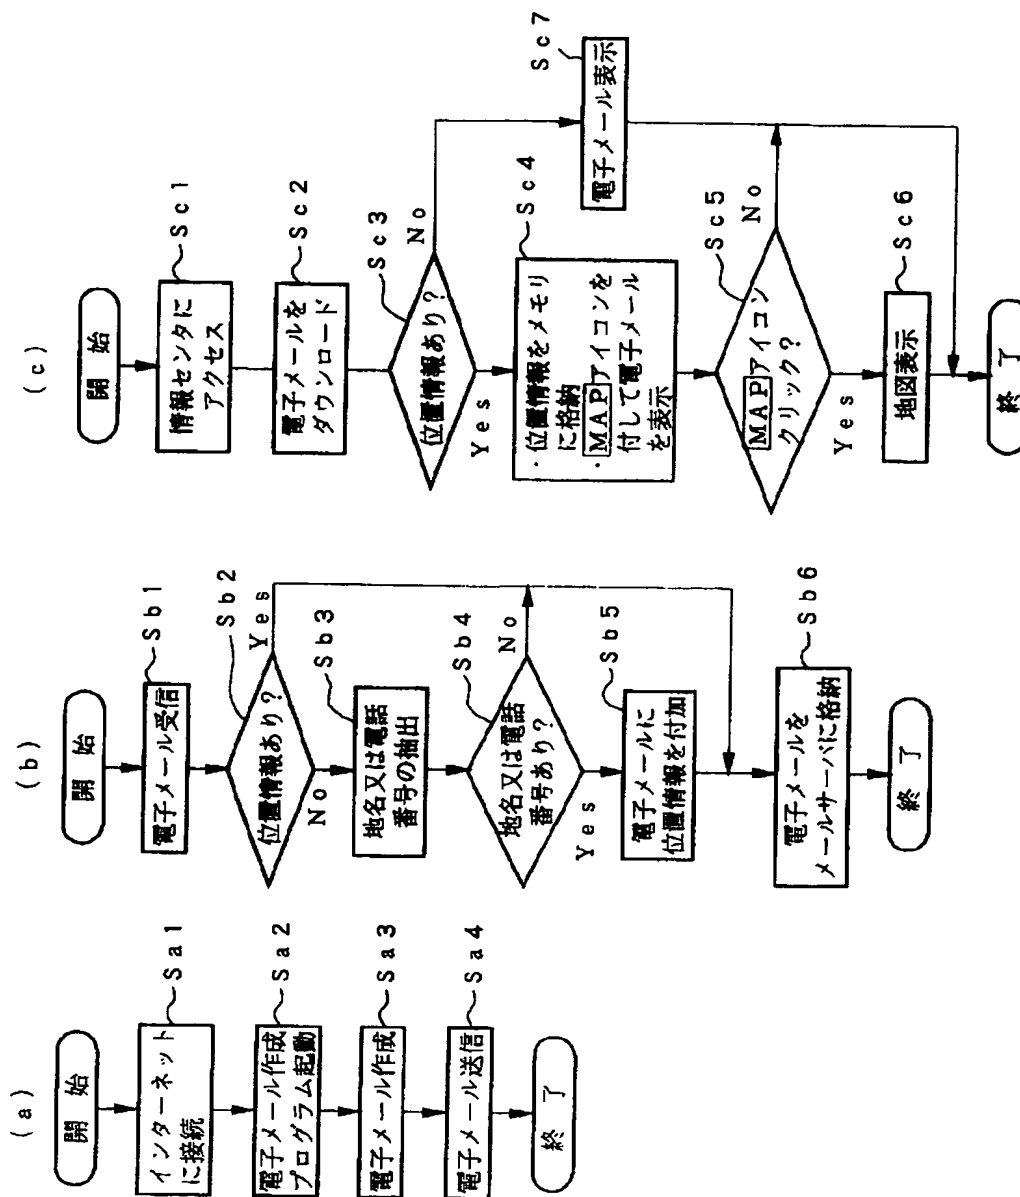 (a)
開 始
インターネット
に接続
Sa1
電子メール作成
プログラム起動
Sa2
電子メール作成
Sa3
電子メール送信
Sa4
終 了
(b)
開 始
電子メール受信
Sb1
位置情報あり?
Sb2
Yes
No
地名又は電話
番号の抽出
Sb3
地名又は電話
番号あり?
Sb4
No
Yes
電子メールに
位置情報を付加
Sb5
電子メールを
メールサーバに格納
Sb6
終 了
(c)
開 始
情報センタに
アクセス
Sc1
電子メールを
ダウンロード
Sc2
位置情報あり?
Sc3
No
Yes
・位置情報をメモリ
に格納
・MAPアイコンを
付して電子メール
を表示
Sc4
電子メール表示
Sc7
MAPアイコン
クリック?
Sc5
No
Yes
地図表示
Sc6
終 了